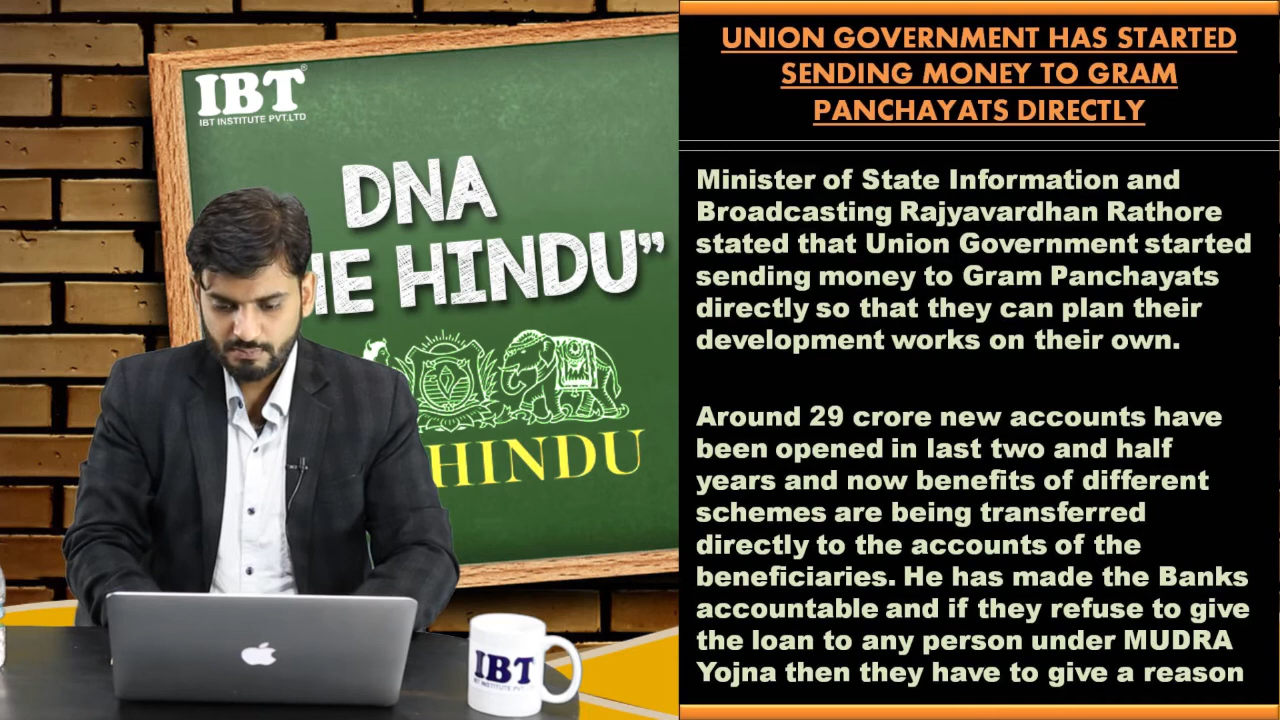 IBT
IBT INSTITUTE PVT.LTD
DNA
HE HINDU”
HINDU
IBT
IBT INSTITUTE PVT.LTD
UNION GOVERNMENT HAS STARTED
SENDING MONEY TO GRAM
PANCHAYATS DIRECTLY
Minister of State Information and
Broadcasting Rajyavardhan Rathore
stated that Union Government started
sending money to Gram Panchayats
directly so that they can plan their
development works on their own.
Around 29 crore new accounts have
been opened in last two and half
years and now benefits of different
schemes are being transferred
directly to the accounts of the
beneficiaries. He has made the Banks
accountable and if they refuse to give
the loan to any person under MUDRA
Yojna then they have to give a reason